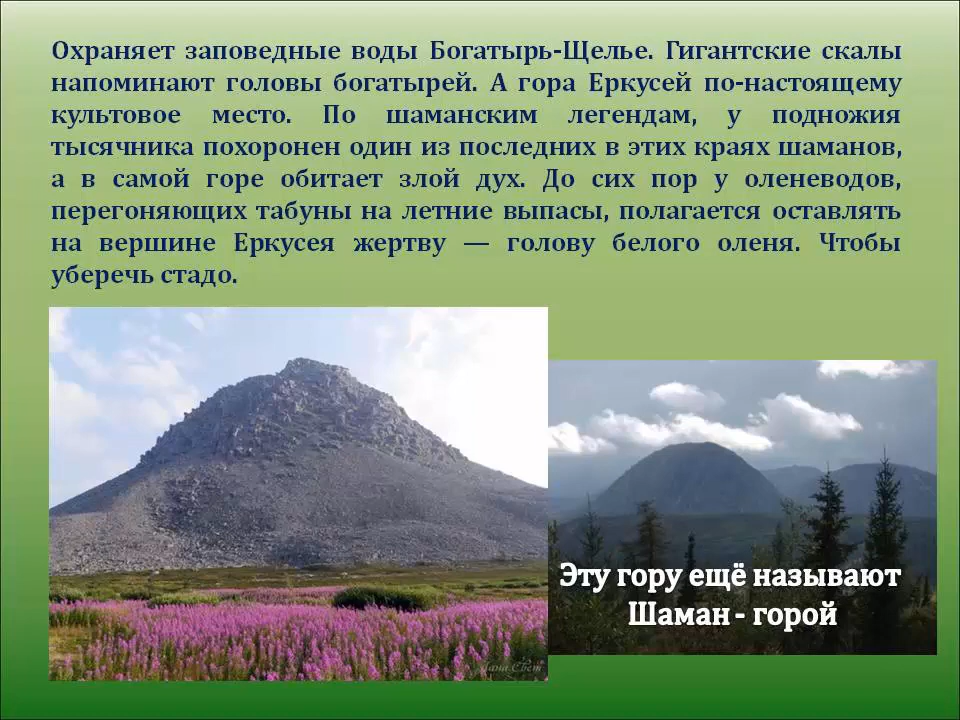 Охраняет заповедные воды Богатырь-Щелье. Гигантские скалы
напоминают головы богатырей. А гора Еркусей по-настоящему
культовое место. По шаманским легендам, у подножия
тысячника похоронен один из последних в этих краях шаманов,
а в самой горе обитает злой дух. До сих пор у оленеводов,
перегоняющих табуны на летние выпасы, полагается оставлять
на вершине Еркусея жертву — голову белого оленя. Чтобы
уберечь стадо.
Эту гору ещё называют
Шаман - горой